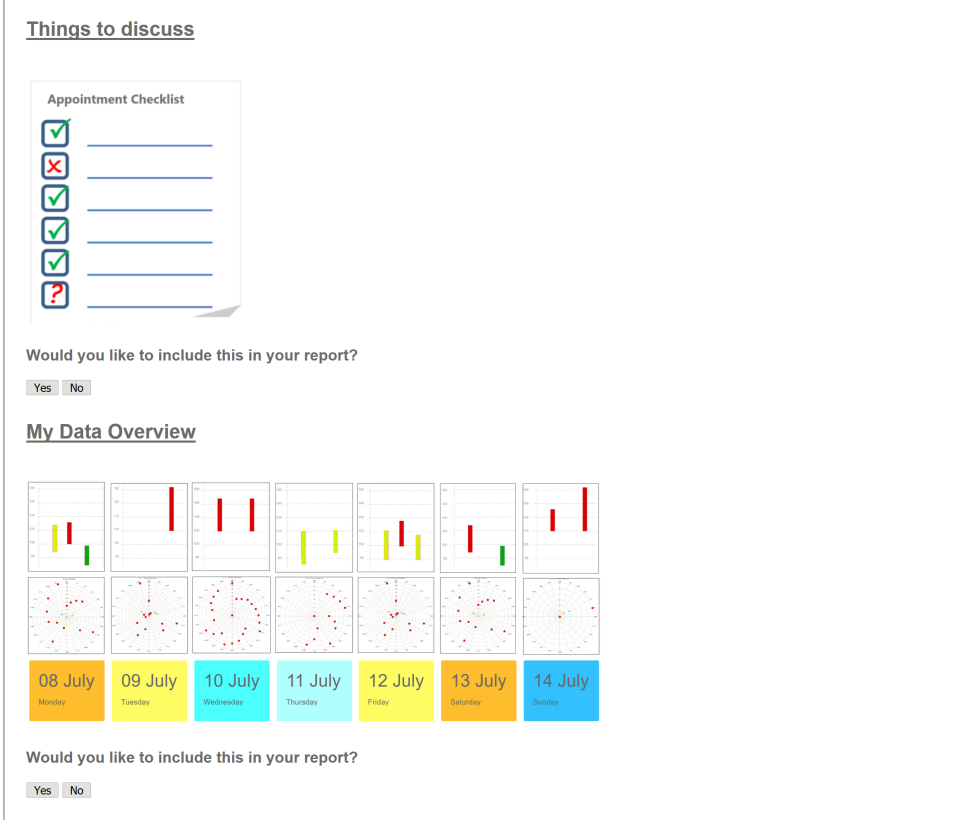 Things to discuss
Appointment Checklist
?
Would you like to include this in your report?
Yes No
My Data Overview
08 July 09 July 10 July 11 July 12 July 13 July 14 July
Monday Tuesday Wednesday Thursday Friday Saturday Sunday
Would you like to include this in your report?
Yes No